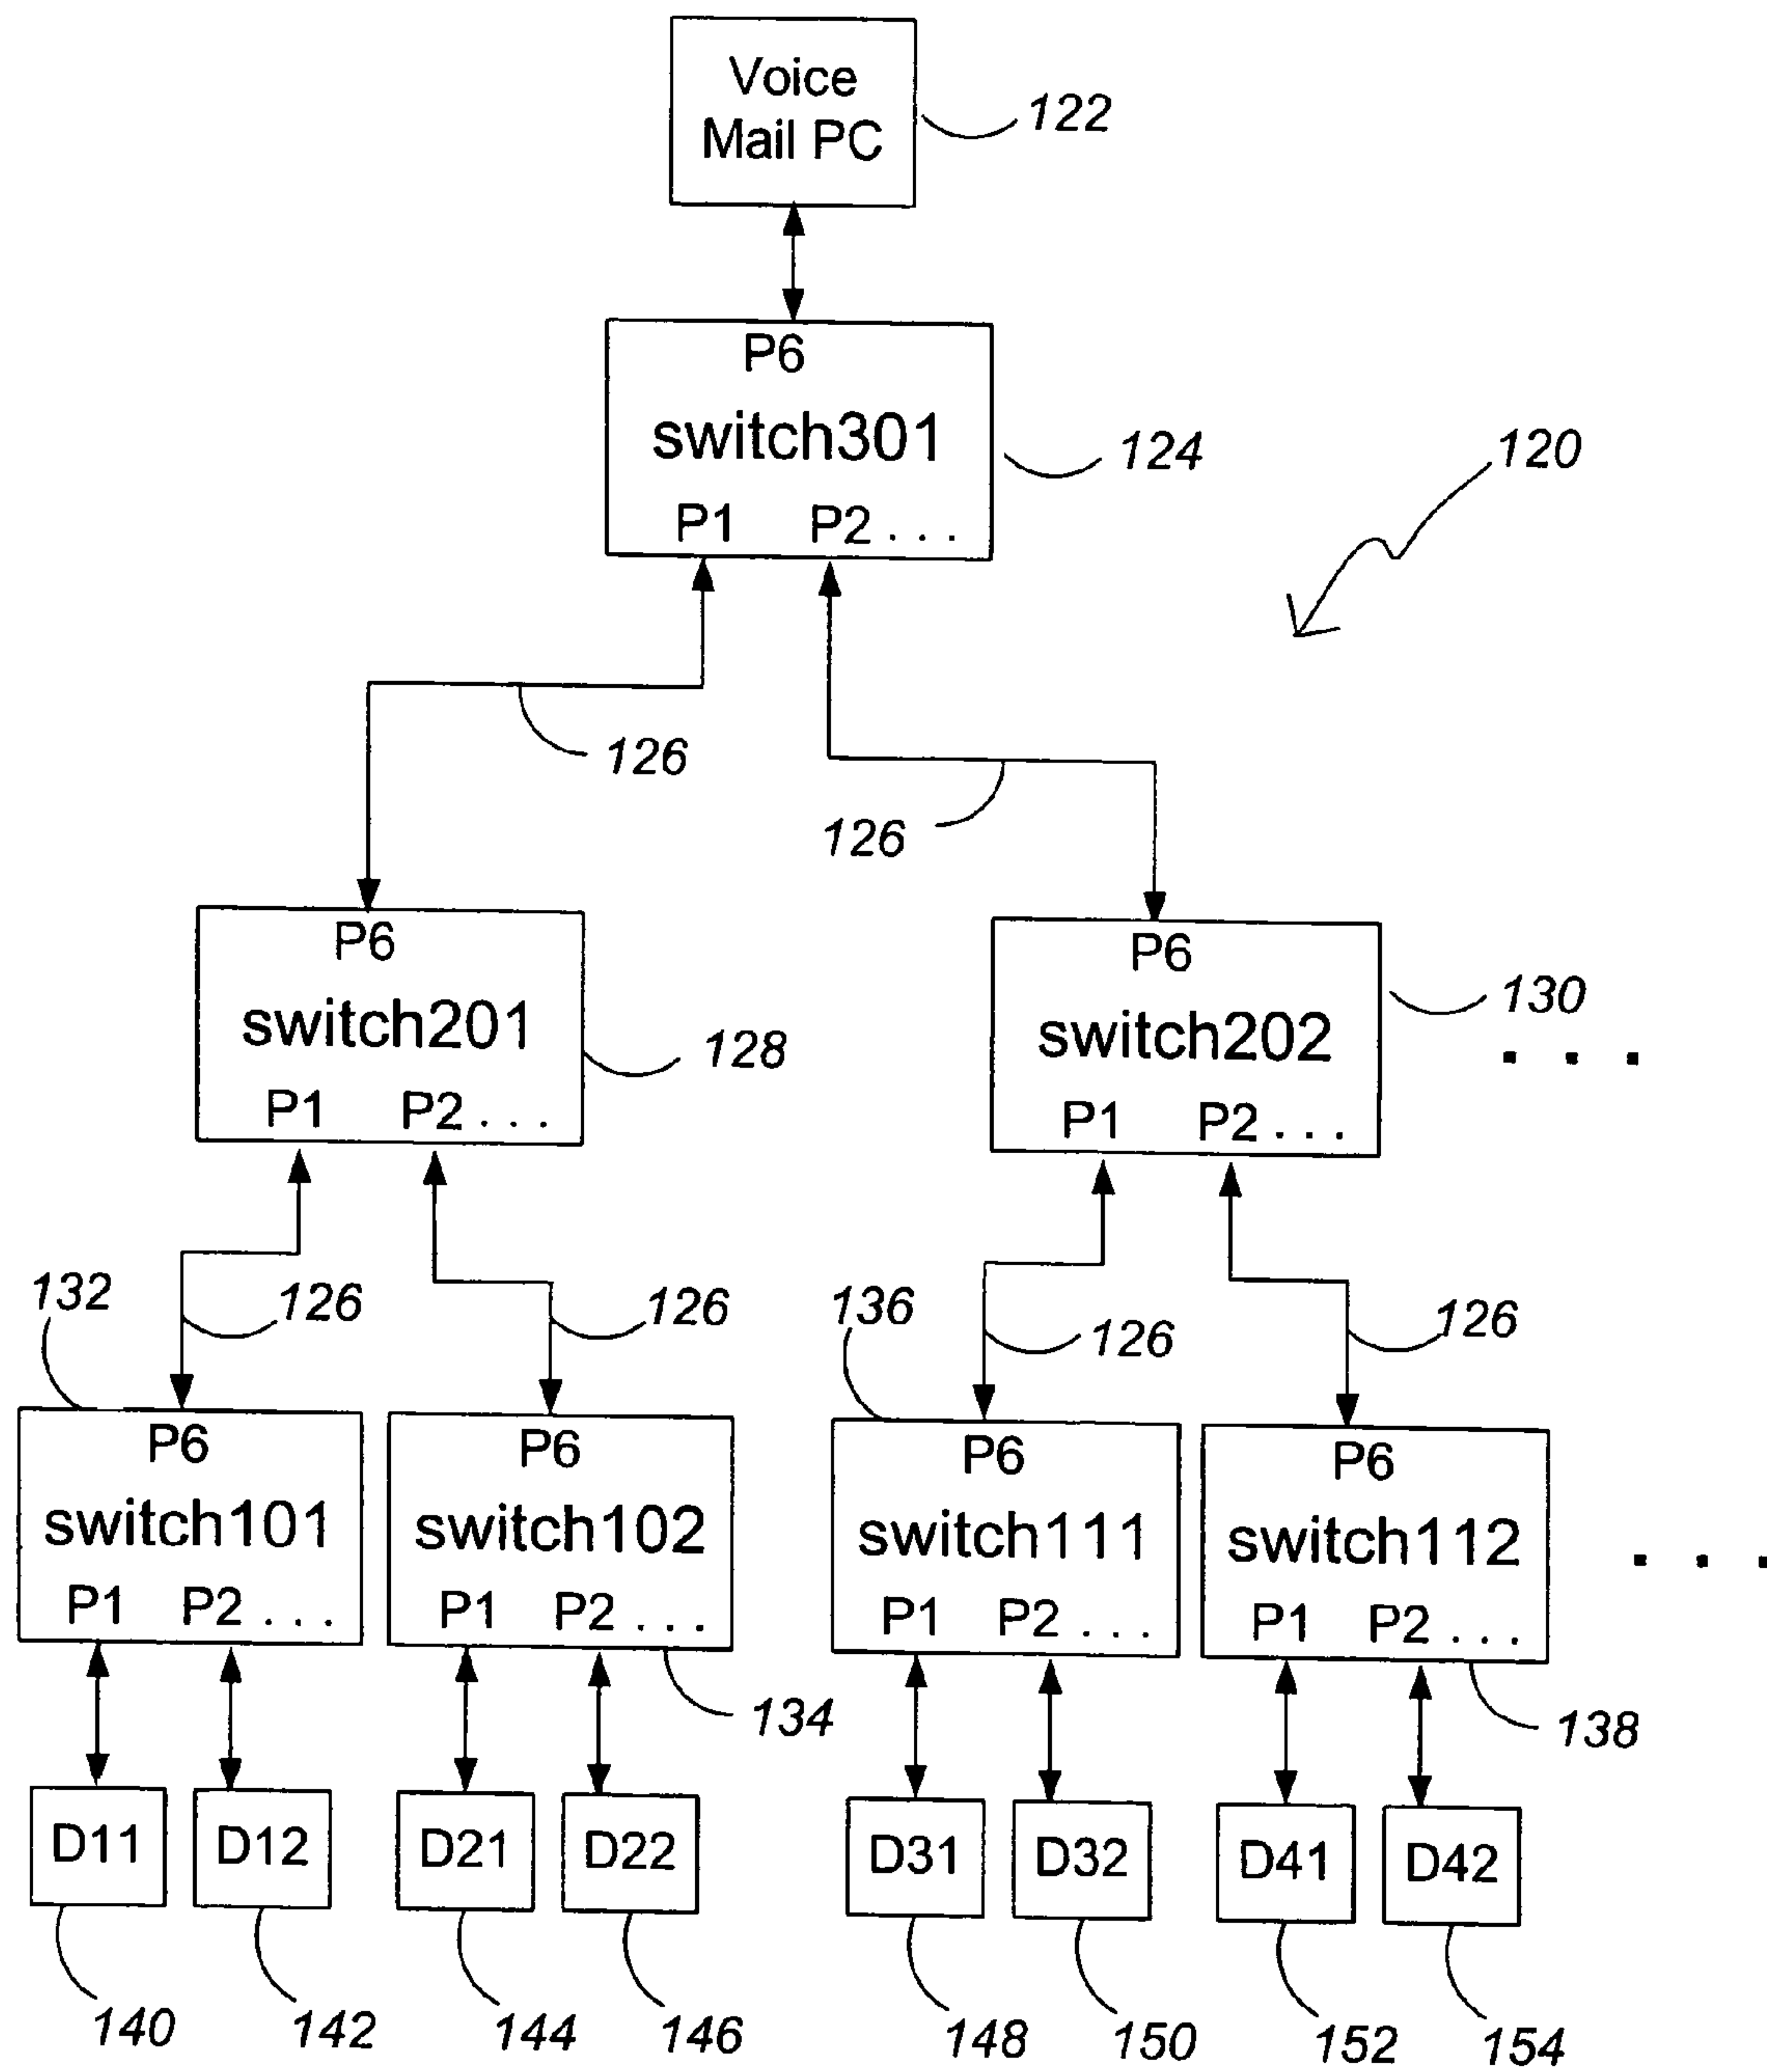 Voice
Mail PC
122
P6
switch301
P1 P2 . . .
124
120
126
126
P6
switch201
P1 P2 . . .
128
P6
switch202
P1 P2 . . .
130
. . .
132
126
126
136
126
126
P6
switch101
P1 P2 . . .
P6
switch102
P1 P2 . . .
P6
switch111
P1 P2 . . .
P6
switch112
P1 P2 . . .
. . .
134
138
D11
D12
D21
D22
D31
D32
D41
D42
140
142
144
146
148
150
152
154